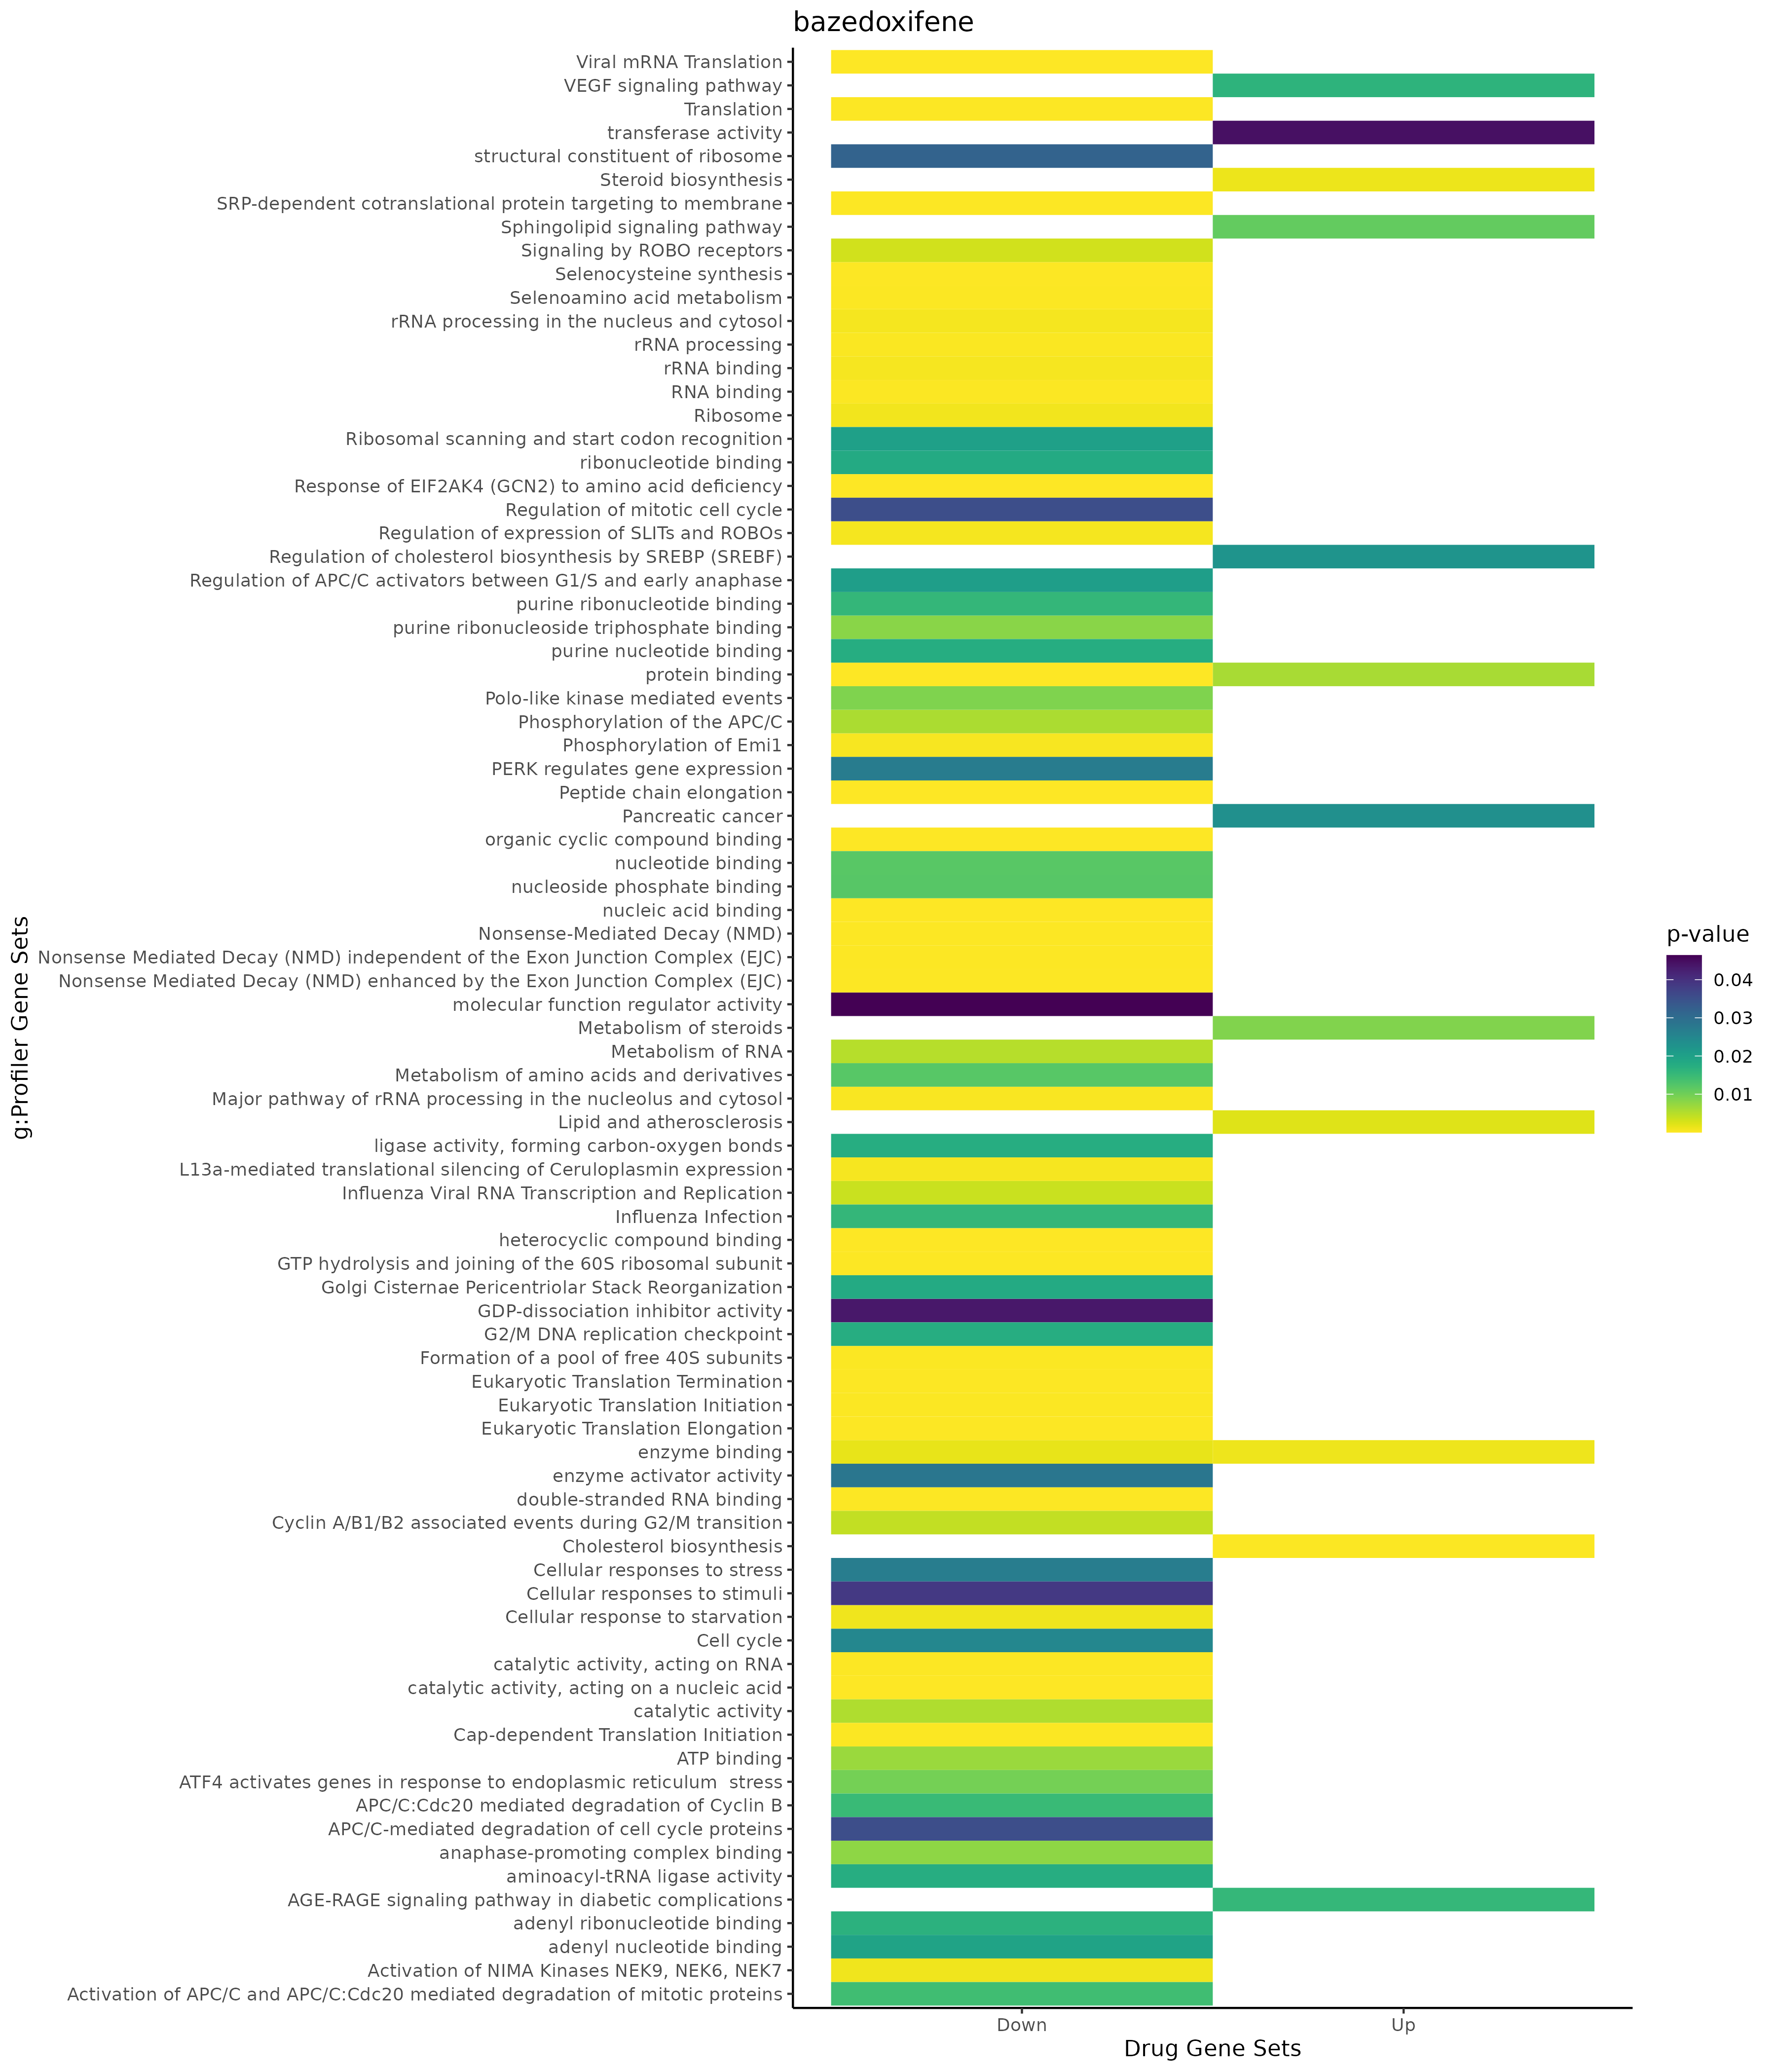 bazedoxifene
Viral mRNA Translation
VEGF signaling pathway
Translation
transferase activity
structural constituent of ribosome
Steroid biosynthesis
SRP-dependent cotranslational protein targeting to membrane
Sphingolipid signaling pathway
Signaling by ROBO receptors
Selenocysteine synthesis
Selenoamino acid metabolism
rRNA processing in the nucleus and cytosol
rRNA processing
rRNA binding
RNA binding
Ribosome
Ribosomal scanning and start codon recognition
ribonucleotide binding
Response of EIF2AK4 (GCN2) to amino acid deficiency
Regulation of mitotic cell cycle
Regulation of expression of SLITs and ROBOs
Regulation of cholesterol biosynthesis by SREBP (SREBF)
Regulation of APC/C activators between G1/S and early anaphase
purine ribonucleotide binding
purine ribonucleoside triphosphate binding
purine nucleotide binding
protein binding
Polo-like kinase mediated events
Phosphorylation of the APC/C
Phosphorylation of Emi1
PERK regulates gene expression
Peptide chain elongation
Pancreatic cancer
organic cyclic compound binding
nucleotide binding
nucleoside phosphate binding
nucleic acid binding
Nonsense-Mediated Decay (NMD)
Nonsense Mediated Decay (NMD) independent of the Exon Junction Complex (EJC)
Nonsense Mediated Decay (NMD) enhanced by the Exon Junction Complex (EJC)
molecular function regulator activity
Metabolism of steroids
Metabolism of RNA
Metabolism of amino acids and derivatives
Major pathway of rRNA processing in the nucleolus and cytosol
Lipid and atherosclerosis
ligase activity, forming carbon-oxygen bonds
L13a-mediated translational silencing of Ceruloplasmin expression
Influenza Viral RNA Transcription and Replication
Influenza Infection
heterocyclic compound binding
GTP hydrolysis and joining of the 60S ribosomal subunit
Golgi Cisternae Pericentriolar Stack Reorganization
GDP-dissociation inhibitor activity
G2/M DNA replication checkpoint
Formation of a pool of free 40S subunits
Eukaryotic Translation Termination
Eukaryotic Translation Initiation
Eukaryotic Translation Elongation
enzyme binding
enzyme activator activity
double-stranded RNA binding
Cyclin A/B1/B2 associated events during G2/M transition
Cholesterol biosynthesis
Cellular responses to stress
Cellular responses to stimuli
Cellular response to starvation
Cell cycle
catalytic activity, acting on RNA
catalytic activity, acting on a nucleic acid
catalytic activity
Cap-dependent Translation Initiation
ATP binding
ATF4 activates genes in response to endoplasmic reticulum  stress
APC/C:Cdc20 mediated degradation of Cyclin B
APC/C-mediated degradation of cell cycle proteins
anaphase-promoting complex binding
aminoacyl-tRNA ligase activity
AGE-RAGE signaling pathway in diabetic complications
adenyl ribonucleotide binding
adenyl nucleotide binding
Activation of NIMA Kinases NEK9, NEK6, NEK7
Activation of APC/C and APC/C:Cdc20 mediated degradation of mitotic proteins
g:Profiler Gene Sets
Down
Up
Drug Gene Sets
p-value
0.04
0.03
0.02
0.01